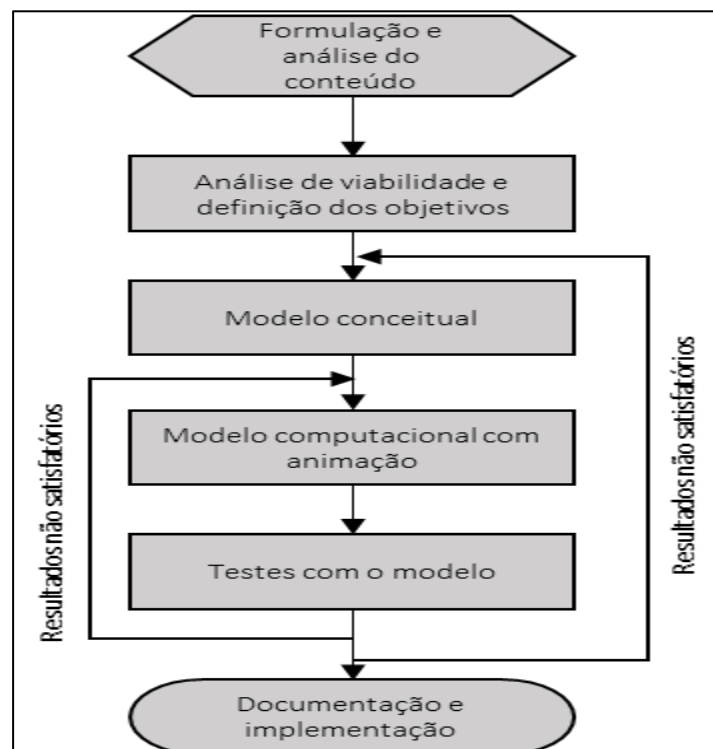 Formulação e
análise do
conteúdo
Análise de viabilidade e
definição dos objetivos
Modelo conceitual
Modelo computacional com
animação
Testes com o modelo
Documentação e
implementação
Resultados não satisfatórios
Resultados não satisfatórios